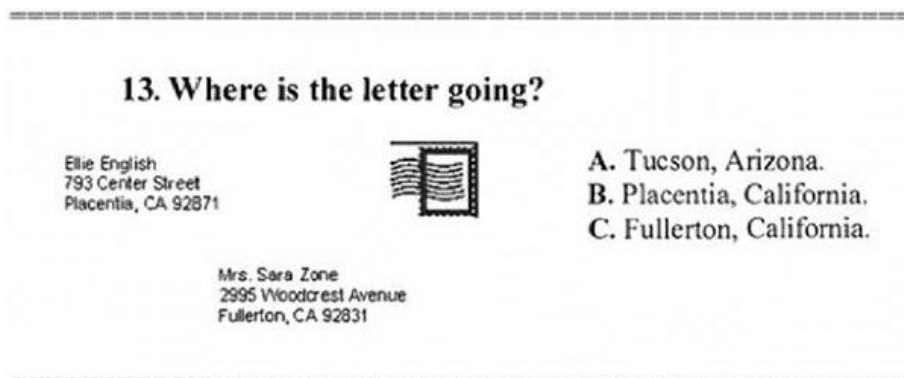 13. Where is the letter going?
Ellie English
793 Center Street
Placentia, CA 92871
Mrs. Sara Zone
2995 Woodcrest Avenue
Fullerton, CA 92831
A. Tucson, Arizona.
B. Placentia, California.
C. Fullerton, California.